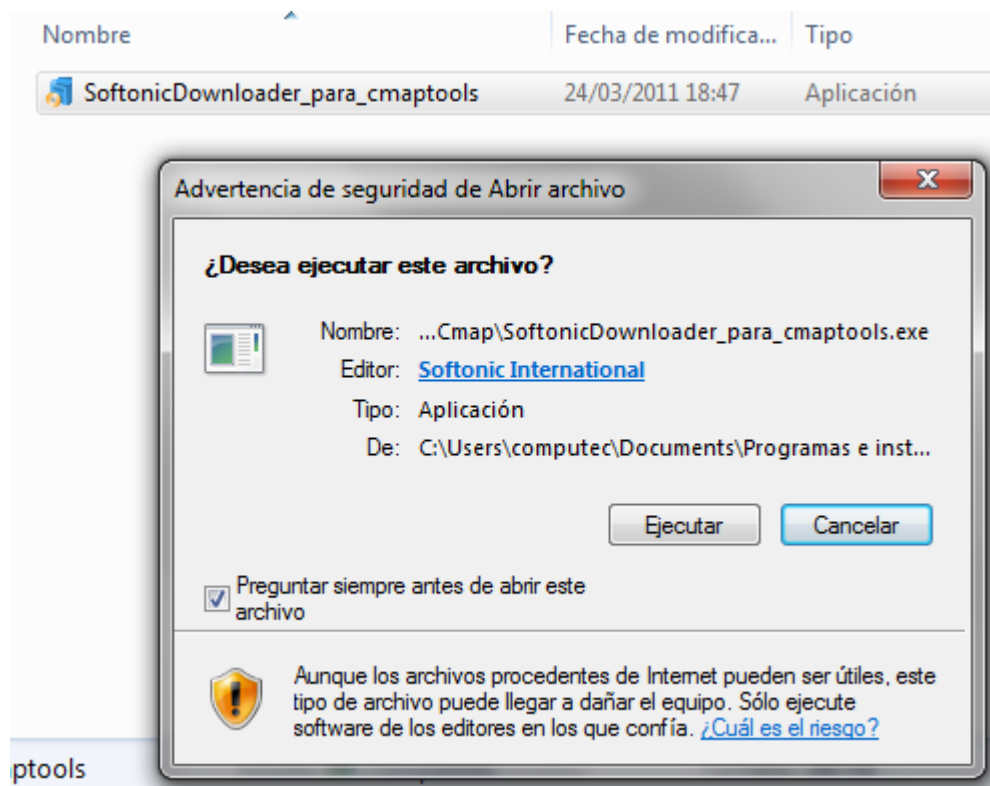 Nombre Fecha de modifica... Tipo
SoftonicDownloader_para_cmaptools 24/03/2011 18:47 Aplicación
Advertencia de seguridad de Abrir archivo
¿Desea ejecutar este archivo?
Nombre: ...Cmap\SoftonicDownloader_para_cmaptools.exe
Editor: Softonic International
Tipo: Aplicación
De: C:\Users\computec\Documents\Programas e inst...
Ejecutar Cancelar
Preguntar siempre antes de abrir este
archivo
Aunque los archivos procedentes de Internet pueden ser útiles, este
tipo de archivo puede llegar a dañar el equipo. Sólo ejecute
software de los editores en los que confía. ¿Cuál es el riesgo?
ptools